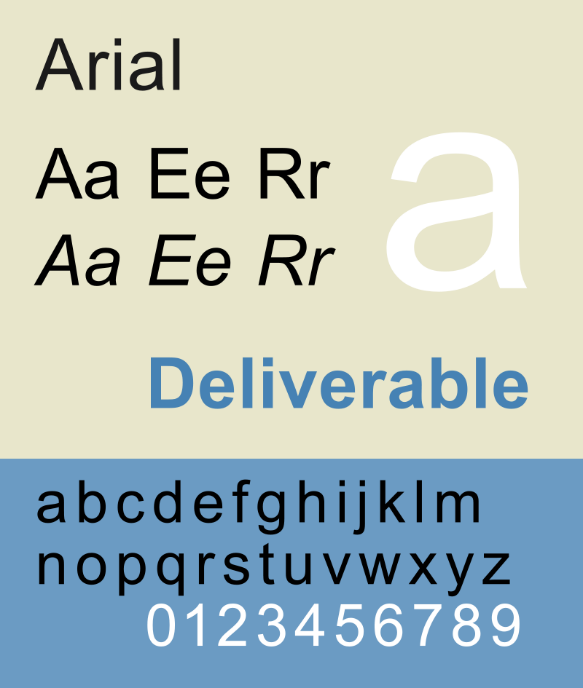 Arial
Aa Ee Rr
a
Aa Ee Rr
Deliverable
abcdefghijklm
nopqrstuvwxyz
0123456789